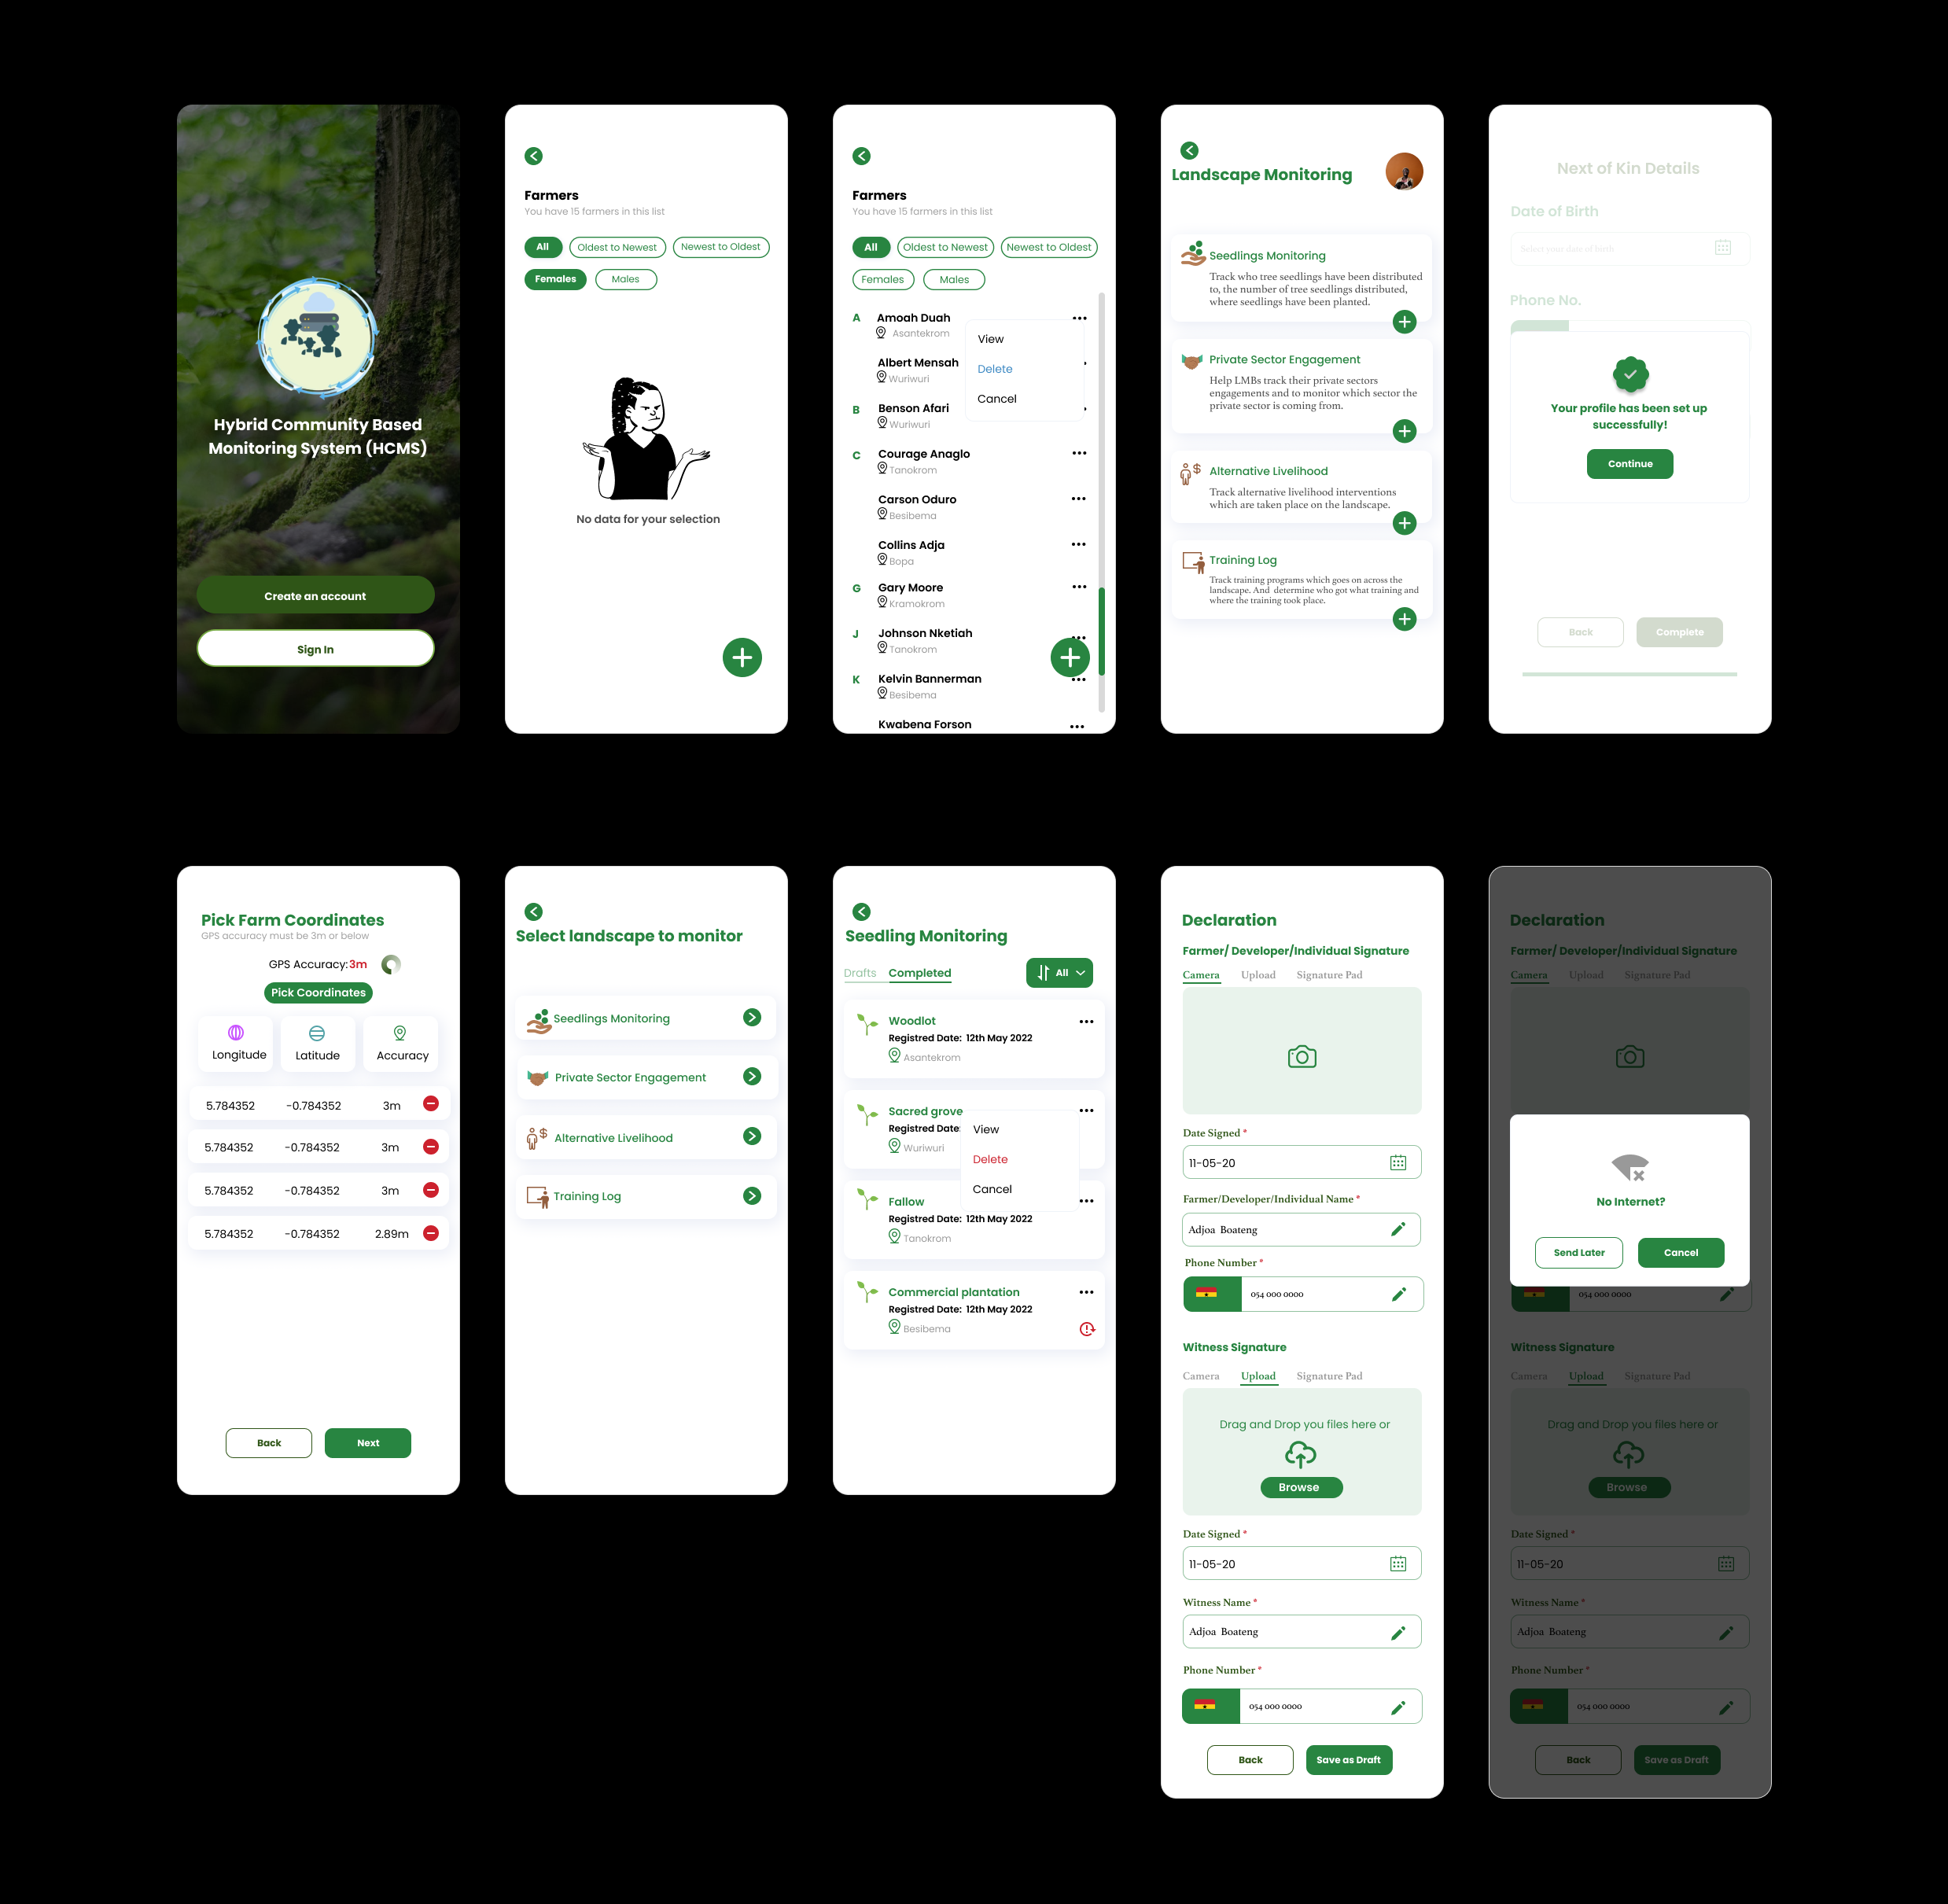 Hybrid Community Based
Monitoring System (HCMS)
Create an account
Sign In
Farmers
You have 15 farmers in this list
All
Oldest to Newest
Newest to Oldest
Females
Males
No data for your selection
Farmers
You have 15 farmers in this list
All
Oldest to Newest
Newest to Oldest
Females
Males
A
Amoah Duah
Asantekrom
Albert Mensah
Wuriwuri
B
Benson Afari
Wuriwuri
View
Delete
Cancel
C
Courage Anaglo
Tanokrom
Carson Oduro
Besibema
Collins Adja
Bopa
G
Gary Moore
Kramokrom
J
Johnson Nketiah
Tanokrom
K
Kelvin Bannerman
Besibema
Kwabena Forson
Landscape Monitoring
Seedlings Monitoring
Track who tree seedlings have been distributed
to, the number of tree seedlings distributed,
where seedlings have been planted.
Private Sector Engagement
Help LMBs track their private sectors
engagements and to monitor which sector the
private sector is coming from.
Alternative Livelihood
Track alternative livelihood interventions
which are taken place on the landscape.
Training Log
Track training programs which goes on across the
landscape. And determine who got what training and
where the training took place.
Next of Kin Details
Date of Birth
Select your date of birth
Phone No.
Your profile has been set up
successfully!
Continue
Back
Complete
Pick Farm Coordinates
GPS accuracy must be 3m or below
GPS Accuracy:3m
Pick Coordinates
Longitude
Latitude
Accuracy
5.784352
-0.784352
3m
5.784352
-0.784352
3m
5.784352
-0.784352
3m
5.784352
-0.784352
2.89m
Back
Next
Select landscape to monitor
Seedlings Monitoring
Private Sector Engagement
Alternative Livelihood
Training Log
Seedling Monitoring
Drafts
Completed
All
Woodlot
Registred Date: 12th May 2022
Asantekrom
Sacred grove
Registred Date:
Wuriwuri
View
Delete
Cancel
Fallow
Registred Date: 12th May 2022
Tanokrom
Commercial plantation
Registred Date: 12th May 2022
Besibema
Declaration
Farmer/ Developer/Individual Signature
Camera
Upload
Signature Pad
Date Signed *
11-05-20
Farmer/Developer/Individual Name *
Adjoa Boateng
Phone Number *
054 000 0000
Witness Signature
Camera
Upload
Signature Pad
Drag and Drop you files here or
Browse
Date Signed *
11-05-20
Witness Name *
Adjoa Boateng
Phone Number *
054 000 0000
Back
Save as Draft
Declaration
Farmer/ Developer/Individual Signature
Camera
Upload
Signature Pad
No Internet?
Send Later
Cancel
054 000 0000
Witness Signature
Camera
Upload
Signature Pad
Drag and Drop you files here or
Browse
Date Signed *
11-05-20
Witness Name *
Adjoa Boateng
Phone Number *
054 000 0000
Back
Save as Draft